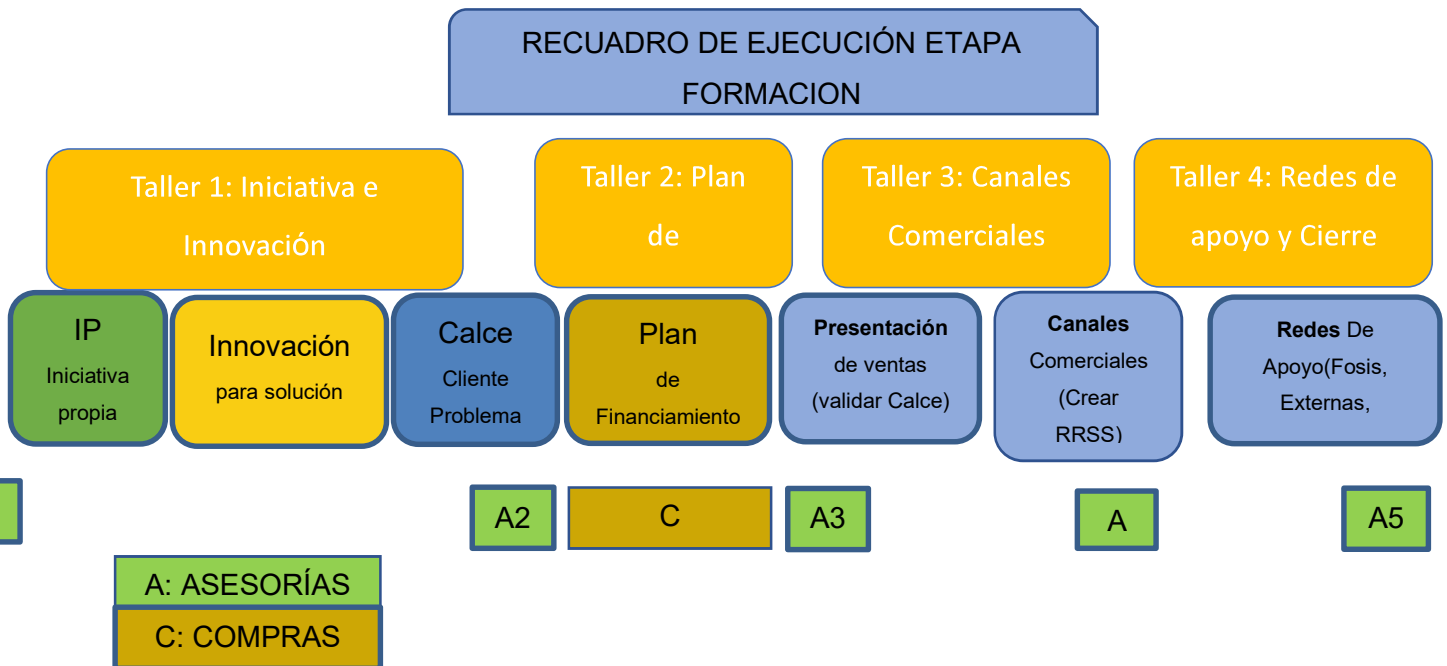 RECUADRO DE EJECUCIÓN ETAPA
FORMACION
Taller 1: Iniciativa e
Innovación
Taller 2: Plan
de
Taller 3: Canales
Comerciales
Taller 4: Redes de
apoyo y Cierre
IP
Iniciativa
propia
Innovación
para solución
Calce
Cliente
Problema
Plan
de
Financiamiento
Presentación
de ventas
(validar Calce)
Canales
Comerciales
(Crear
RRSS)
Redes De
Apoyo(Fosis,
Externas,
A2
C
A3
A
A5
A: ASESORÍAS
C: COMPRAS